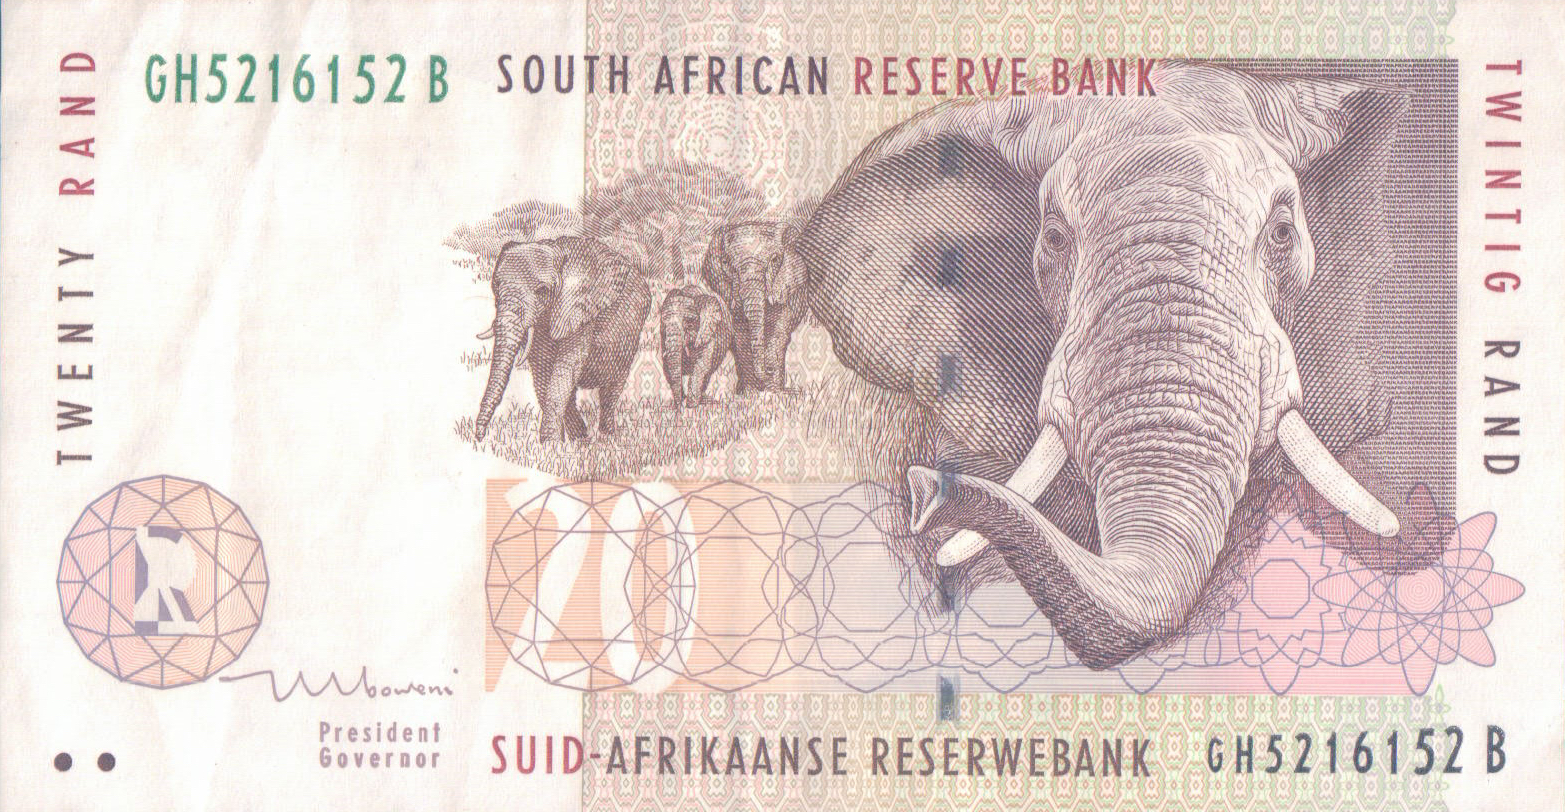 TWENTY RAND
GH5216152 B
SOUTH AFRICAN RESERVE BANK
TWINTIG RAND
20
R
Mboweni
President
Governor
SUID-AFRIKAANSE RESERWEBANK
GH5216152 B